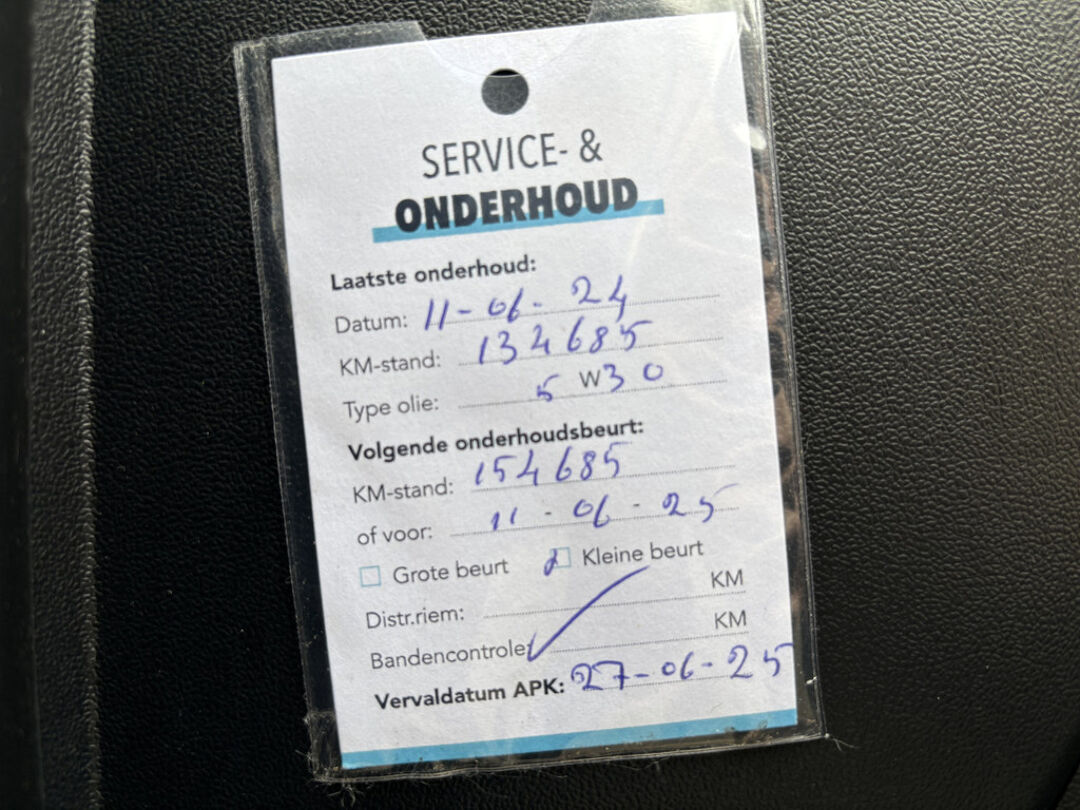 SERVICE- &
ONDERHOUD
Laatste onderhoud:
Datum: 11-06-24
KM-stand: 134685
Type olie: 5 W30
Volgende onderhoudsbeurt:
KM-stand: 154685
of voor: 11-06-25
Grote beurt Kleine beurt
Distr.riem: KM
Bandencontrole: KM
Vervaldatum APK: 27-06-25